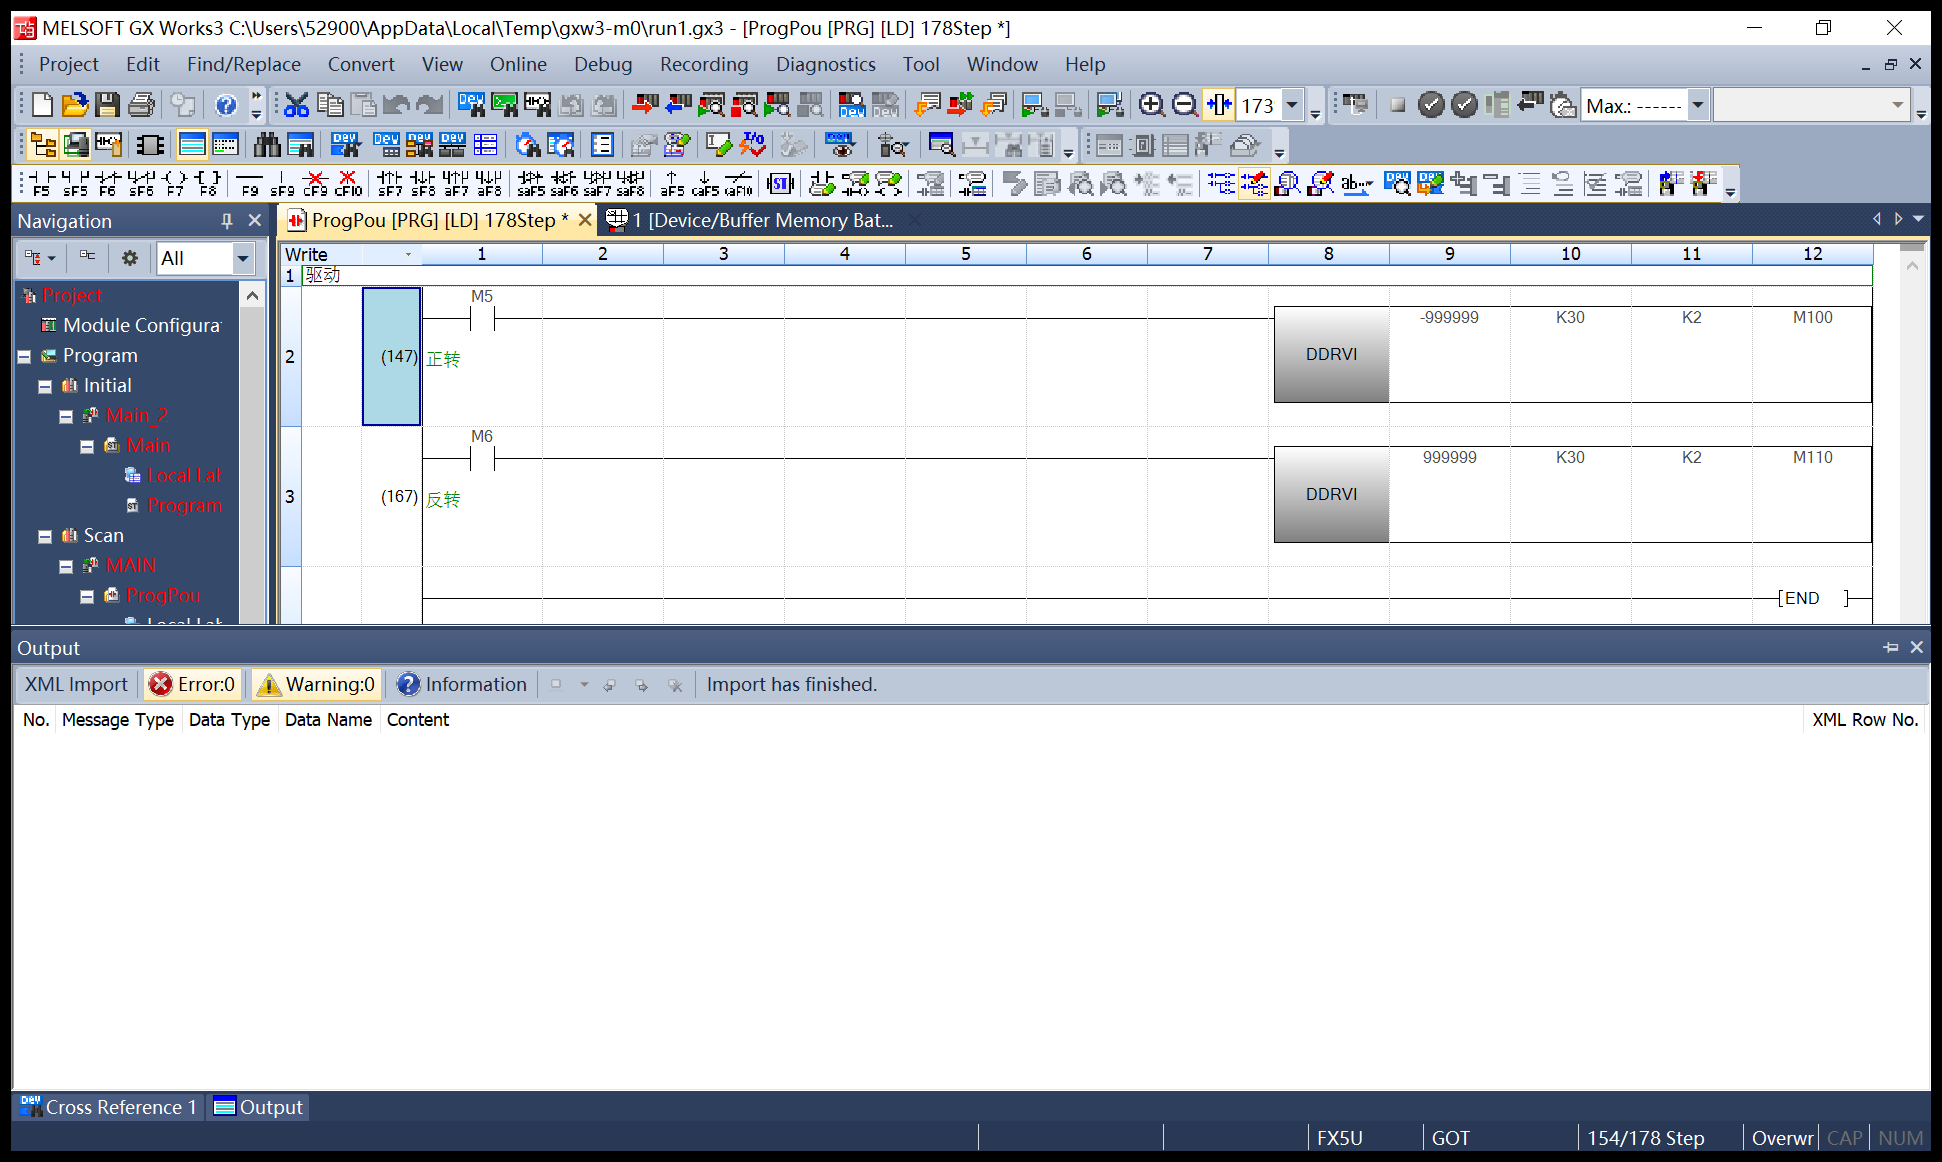 MELSOFT GX Works3 C:\Users\52900\AppData\Local\Temp\gxw3-m0\run1.gx3 - [ProgPou [PRG] [LD] 178Step *]
Project Edit Find/Replace Convert View Online Debug Recording Diagnostics Tool Window Help
173 Max.: ------
F5 sF5 F6 sF6 F7 F8 F9 sF9 cF9 cF10 sF7 sF8 aF7 aF8 saF5 saF6 saF7 saF8 aF5 caF5 caF10
Navigation
All
Project
Module Configura
Program
Initial
Main_2
Main
Local Lab
Program
Scan
MAIN
ProgPou
Local Lab
ProgPou [PRG] [LD] 178Step *
1 [Device/Buffer Memory Bat...
Write 1 2 3 4 5 6 7 8 9 10 11 12
1 驱动
M5
2 (147) 正转 DDRVI -999999 K30 K2 M100
M6
3 (167) 反转 DDRVI 999999 K30 K2 M110
[END ]
Output
XML Import Error:0 Warning:0 Information Import has finished.
No. Message Type Data Type Data Name Content XML Row No.
Cross Reference 1 Output
FX5U GOT 154/178 Step Overwr CAP NUM